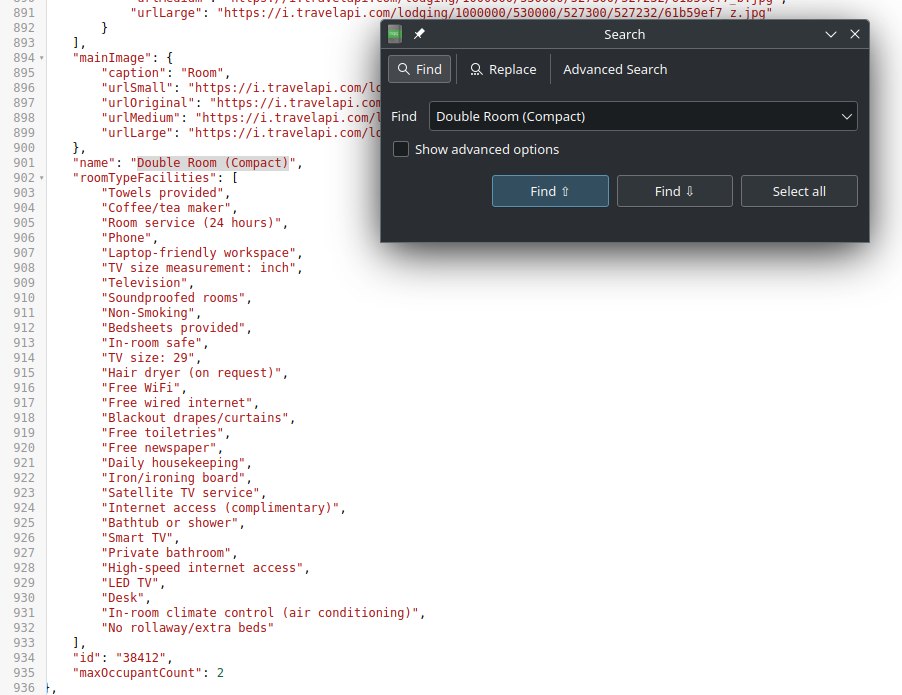 891 "urlLarge": "https://i.travelapi.com/lodging/1000000/530000/527300/527232/61b59ef7_z.jpg"
892 }
893 ],
894 "mainImage": {
895 "caption": "Room",
896 "urlSmall": "https://i.travelapi.com/lo
897 "urlOriginal": "https://i.travelapi.com
898 "urlMedium": "https://i.travelapi.com/l
899 "urlLarge": "https://i.travelapi.com/lo
900 },
901 "name": "Double Room (Compact)",
902 "roomTypeFacilities": [
903 "Towels provided",
904 "Coffee/tea maker",
905 "Room service (24 hours)",
906 "Phone",
907 "Laptop-friendly workspace",
908 "TV size measurement: inch",
909 "Television",
910 "Soundproofed rooms",
911 "Non-Smoking",
912 "Bedsheets provided",
913 "In-room safe",
914 "TV size: 29",
915 "Hair dryer (on request)",
916 "Free WiFi",
917 "Free wired internet",
918 "Blackout drapes/curtains",
919 "Free toiletries",
920 "Free newspaper",
921 "Daily housekeeping",
922 "Iron/ironing board",
923 "Satellite TV service",
924 "Internet access (complimentary)",
925 "Bathtub or shower",
926 "Smart TV",
927 "Private bathroom",
928 "High-speed internet access",
929 "LED TV",
930 "Desk",
931 "In-room climate control (air conditioning)",
932 "No rollaway/extra beds"
933 ],
934 "id": "38412",
935 "maxOccupantCount": 2
936 },
Search
Find Replace Advanced Search
Find Double Room (Compact)
Show advanced options
Find ⇧ Find ⇩ Select all